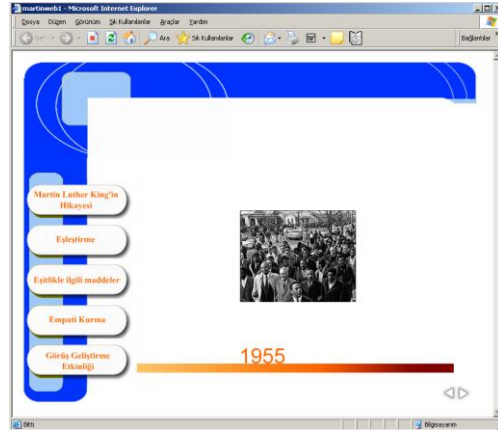 martinweb1 - Microsoft Internet Explorer
Dosya Düzen Görünüm Sık Kullanılanlar Araçlar Yardım
Geri Ara Sık Kullanılanlar Bağlantılar
Martin Luther King'in
Hikayesi
Eşleştirme
Eşitlikle ilgili maddeler
Empati Kurma
Görüş Geliştirme
Etkinliği
1955
Bitti Bilgisayarım